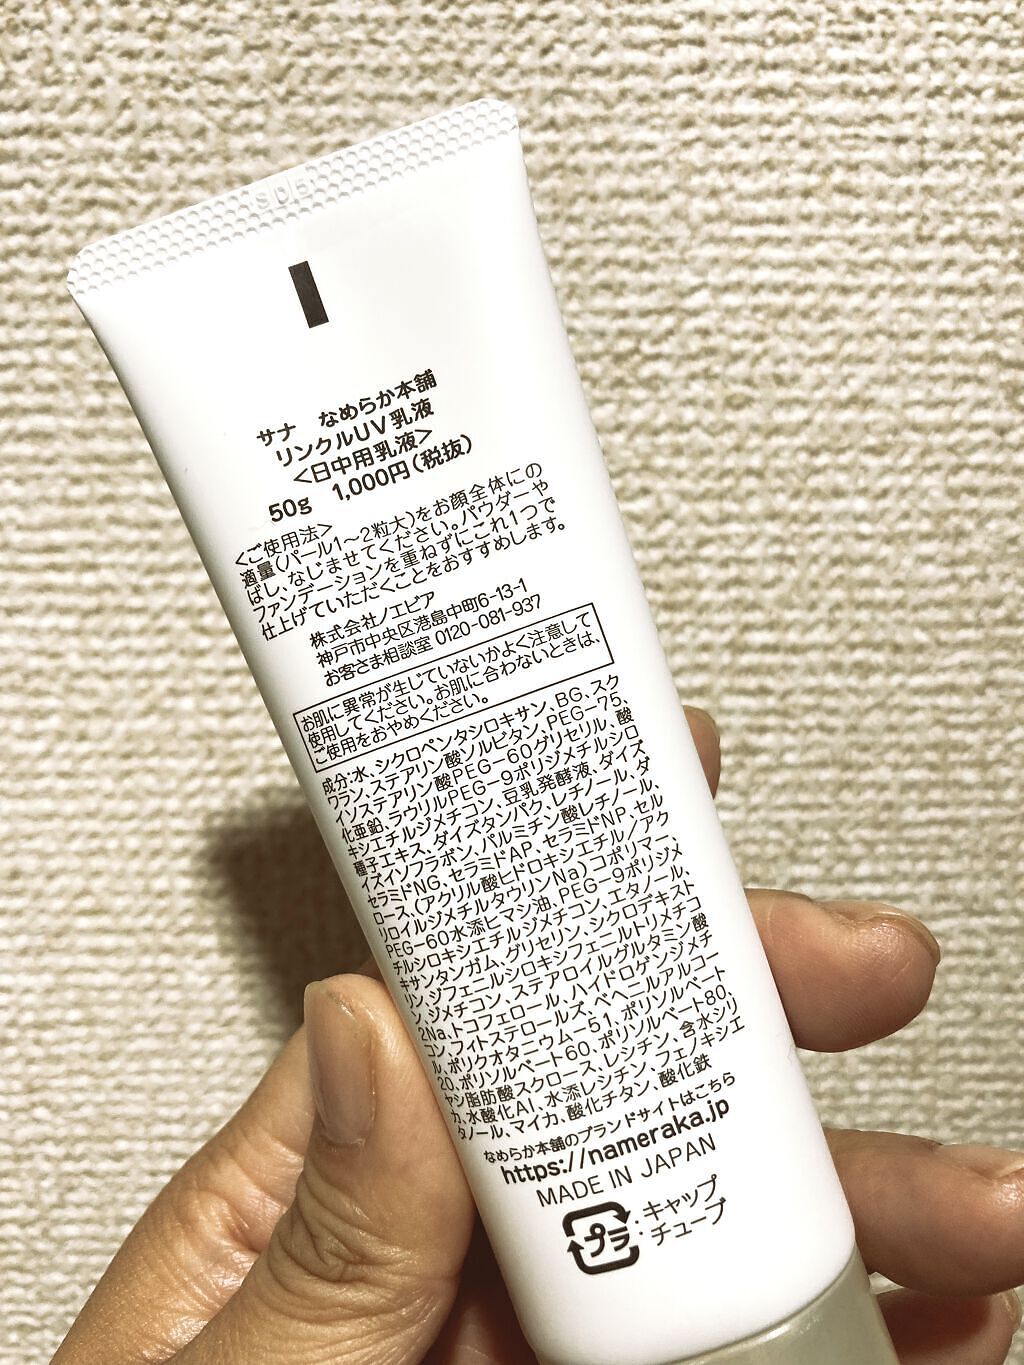 サナ なめらか本舗
リンクルUV乳液
<日中用乳液>
50g 1,000円(税抜)
<ご使用法>
適量(パール1〜2粒大)をお顔全体にの
ばし、なじませてください。パウダーや
ファンデーションを重ねずにこれ1つで
仕上げていただくことをおすすめします。
株式会社ノエビア
神戸市中央区港島中町6-13-1
お客さま相談室 0120-081-937
お肌に異常が生じていないかよく注意して
使用してください。お肌に合わないときは、
ご使用をおやめください。
成分:水、シクロペンタシロキサン、BG、スク
ワラン、ステアリン酸ソルビタン、PEG-75、
イソステアリン酸PEG-60グリセリル、酸
化亜鉛、ラウリルPEG-9ポリジメチルシロ
キシエチルジメチコン、豆乳発酵液、ダイズ
種子エキス、ダイズタンパク、レチノール、ダ
イズイソフラボン、パルミチン酸レチノール、
セラミドNG、セラミドAP、セラミドNP、セル
ロース、(アクリル酸ヒドロキシエチル/アク
リロイルジメチルタウリンNa)コポリマー、
PEG-60水添ヒマシ油、PEG-9ポリジメ
チルシロキシエチルジメチコン、エタノール、
キサンタンガム、グリセリン、シクロデキスト
リン、ジフェニルシロキシフェニルトリメチコ
ン、ジメチコン、ステアロイルグルタミン酸
2Na、トコフェロール、ハイドロゲンジメチ
コン、フィトステロールズ、ベヘニルアルコー
ル、ポリクオタニウム-51、ポリソルベート
20、ポリソルベート60、ポリソルベート80、
ヤシ脂肪酸スクロース、レシチン、含水シリ
カ、水酸化Al、水添レシチン、フェノキシエ
タノール、マイカ、酸化チタン、酸化鉄
なめらか本舗のブランドサイトはこちら
https://nameraka.jp
MADE IN JAPAN
プラ :キャップ
:チューブ